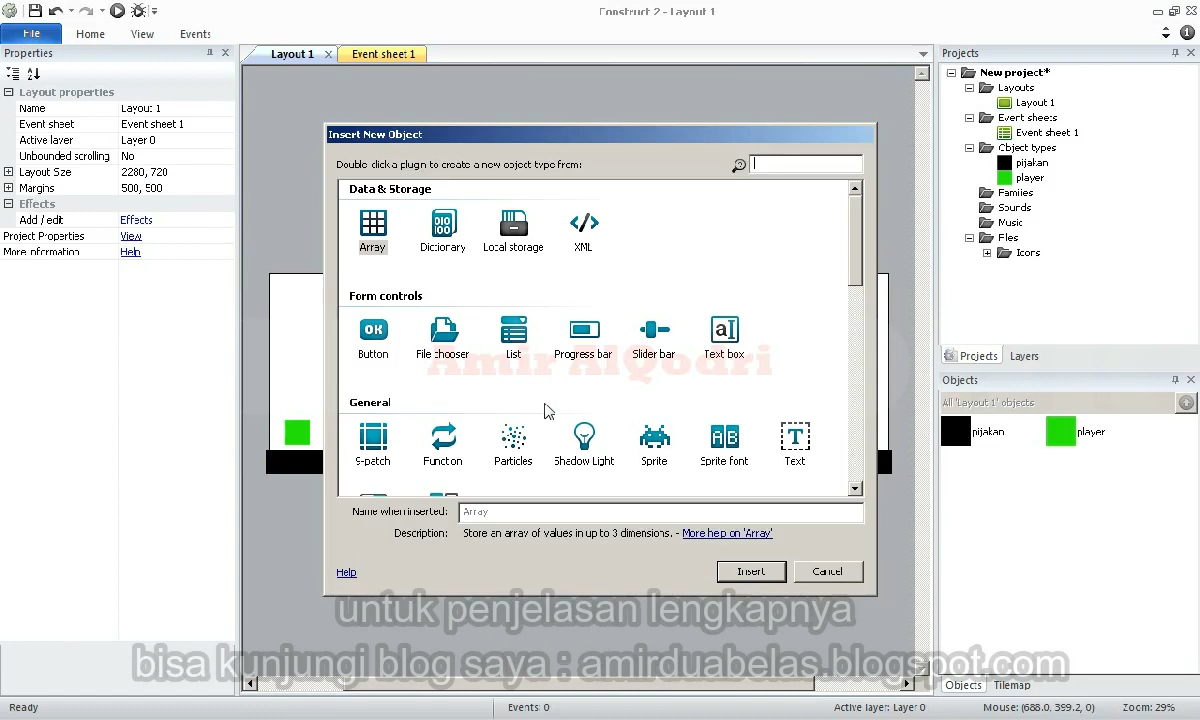 Construct 2 - Layout 1
File
Home
View
Events
Properties
Layout properties
Name
Layout 1
Event sheet
Event sheet 1
Active layer
Layer 0
Unbounded scrolling
No
Layout Size
2280, 720
Margins
500, 500
Effects
Add / edit
Effects
Project Properties
View
More information
Help
Layout 1
Event sheet 1
Insert New Object
Double-click a plugin to create a new object type from:
Data & Storage
Array
Dictionary
Local storage
XML
Form controls
Button
File chooser
List
Progress bar
Slider bar
Text box
Amir AlQodri
General
9-patch
Function
Particles
Shadow Light
Sprite
Sprite font
Text
Name when inserted:
Array
Description:
Store an array of values in up to 3 dimensions. - More help on 'Array'
Help
Insert
Cancel
untuk penjelasan lengkapnya
bisa kunjungi blog saya : amirduabelas.blogspot.com
Projects
New project*
Layouts
Layout 1
Event sheets
Event sheet 1
Object types
pijakan
player
Families
Sounds
Music
Files
Icons
Projects
Layers
Objects
All 'Layout 1' objects
pijakan
player
Objects
Tilemap
Ready
Events: 0
Active layer: Layer 0
Mouse: (688.0, 399.2, 0)
Zoom: 29%